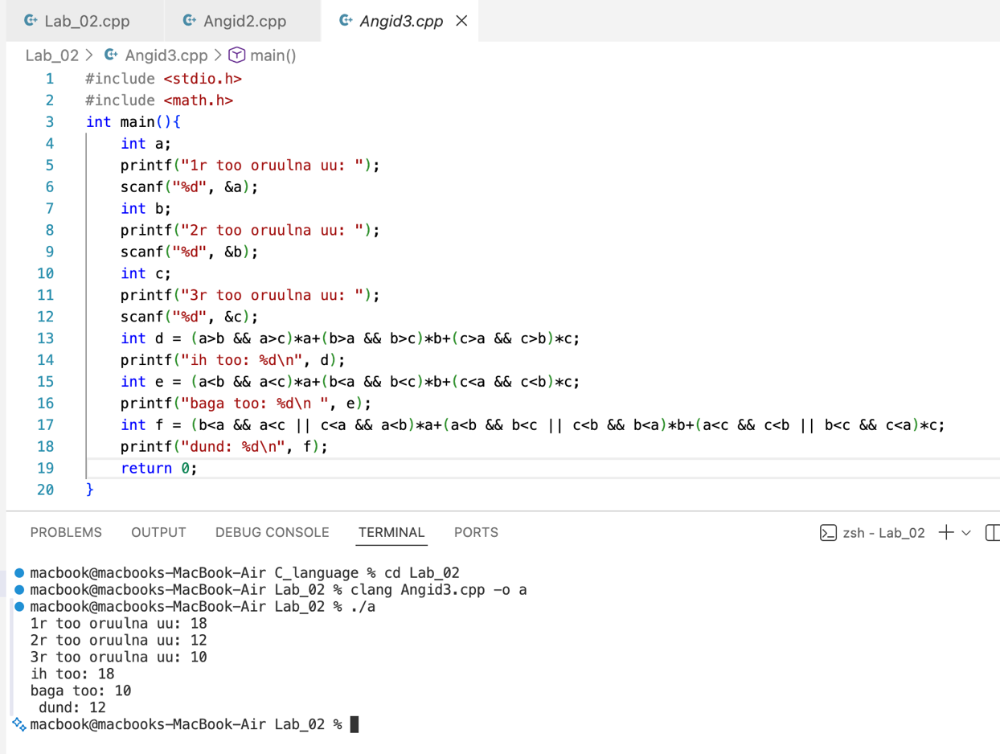 Lab_02.cpp Angid2.cpp Angid3.cpp
Lab_02 > Angid3.cpp > main()
1 #include <stdio.h>
2 #include <math.h>
3 int main(){
4     int a;
5     printf("1r too oruulna uu: ");
6     scanf("%d", &a);
7     int b;
8     printf("2r too oruulna uu: ");
9     scanf("%d", &b);
10     int c;
11     printf("3r too oruulna uu: ");
12     scanf("%d", &c);
13     int d = (a>b && a>c)*a+(b>a && b>c)*b+(c>a && c>b)*c;
14     printf("ih too: %d\n", d);
15     int e = (a<b && a<c)*a+(b<a && b<c)*b+(c<a && c<b)*c;
16     printf("baga too: %d\n ", e);
17     int f = (b<a && a<c || c<a && a<b)*a+(a<b && b<c || c<b && b<a)*b+(a<c && c<b || b<c && c<a)*c;
18     printf("dund: %d\n", f);
19     return 0;
20 }
PROBLEMS OUTPUT DEBUG CONSOLE TERMINAL PORTS zsh - Lab_02
macbook@macbooks-MacBook-Air C_language % cd Lab_02
macbook@macbooks-MacBook-Air Lab_02 % clang Angid3.cpp -o a
macbook@macbooks-MacBook-Air Lab_02 % ./a
1r too oruulna uu: 18
2r too oruulna uu: 12
3r too oruulna uu: 10
ih too: 18
baga too: 10
 dund: 12
macbook@macbooks-MacBook-Air Lab_02 %